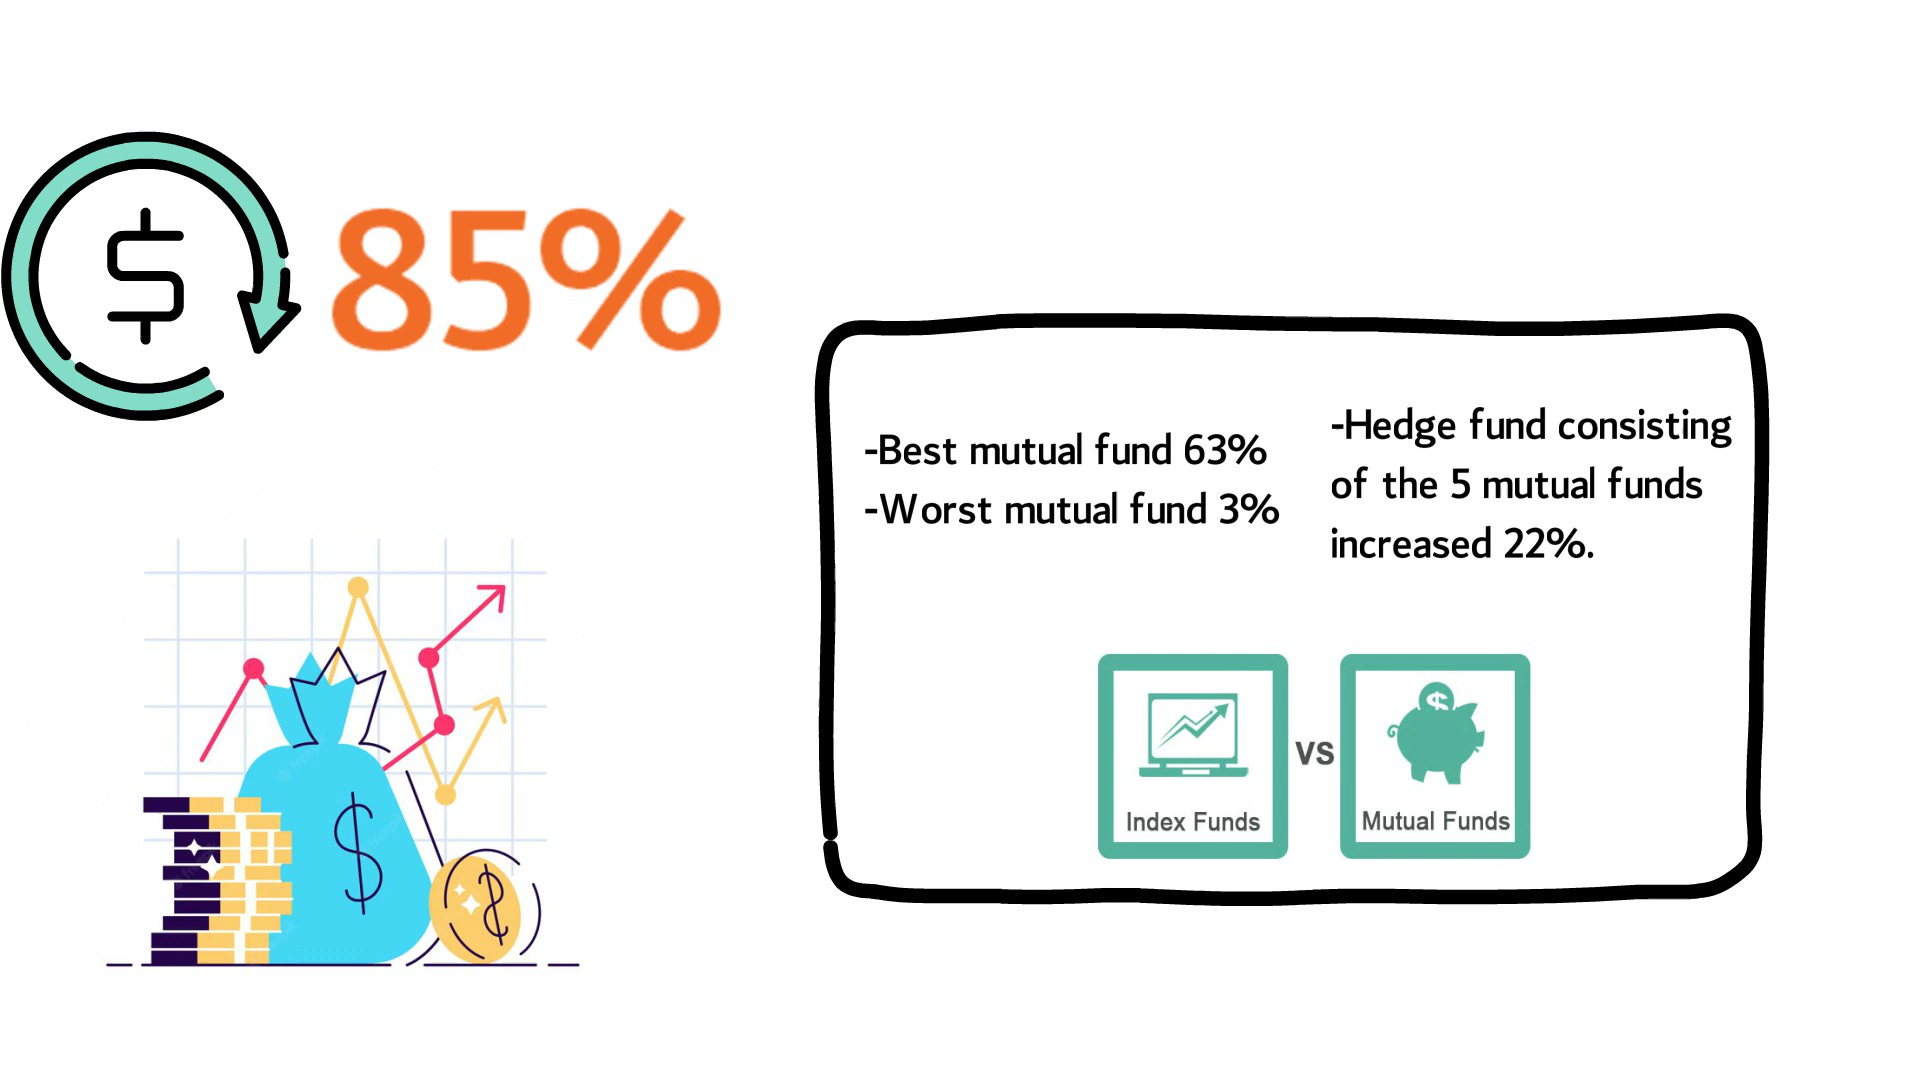 85%
-Best mutual fund 63%
-Worst mutual fund 3%
-Hedge fund consisting
of the 5 mutual funds
increased 22%.
Index Funds
VS
Mutual Funds